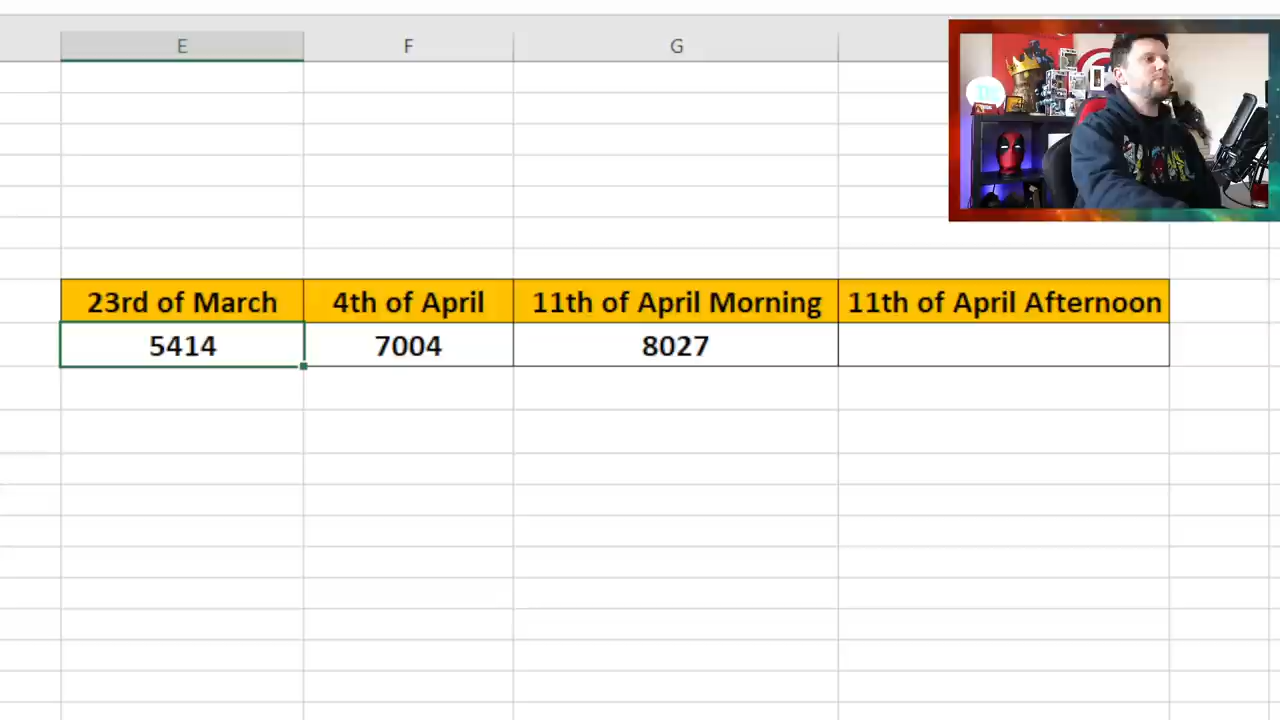 E F G
23rd of March 4th of April 11th of April Morning 11th of April Afternoon
5414 7004 8027